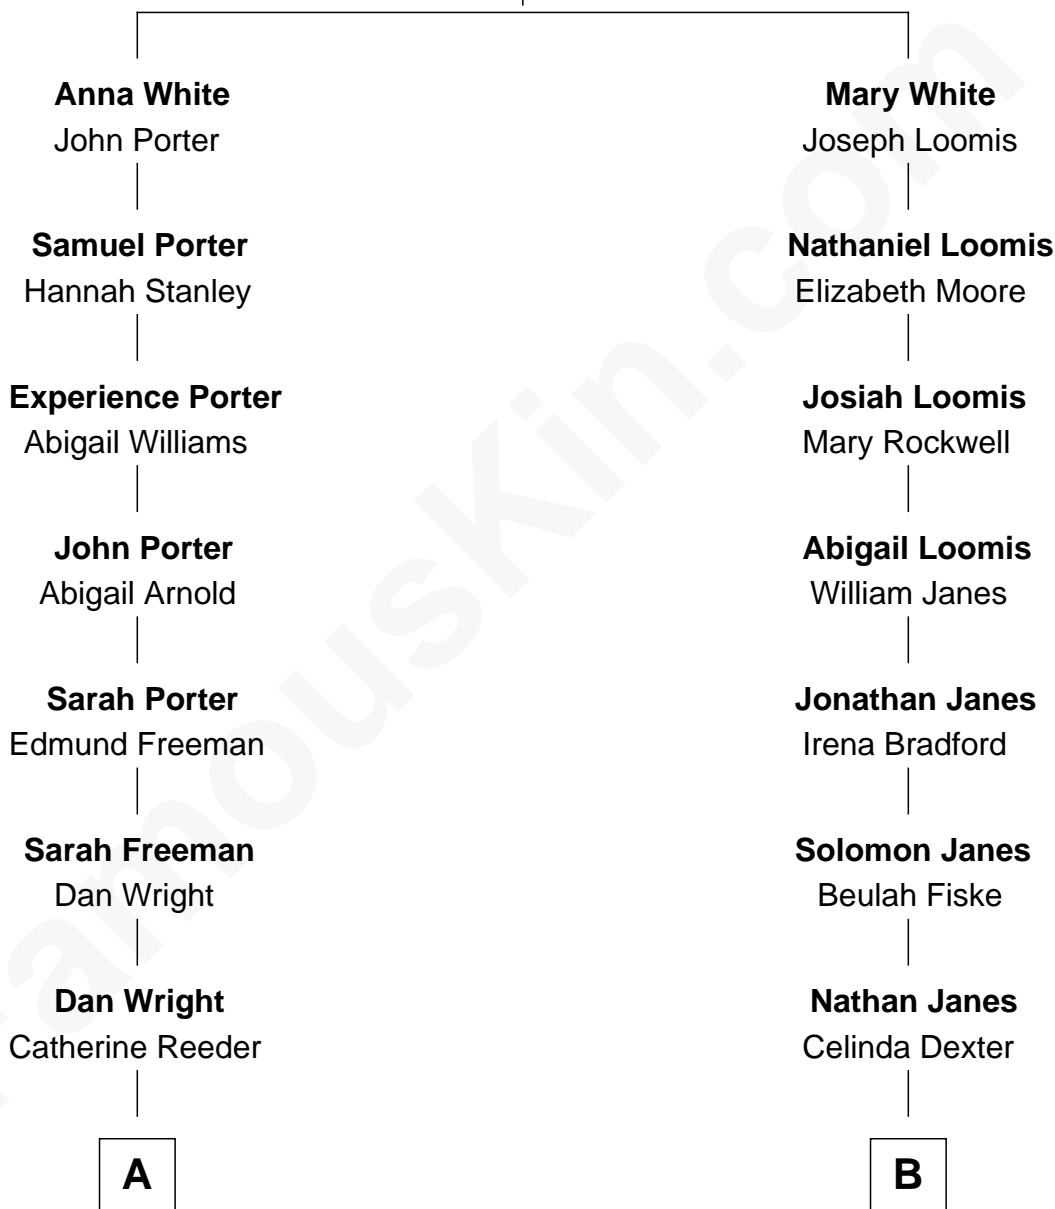 Anna White
John Porter
Samuel Porter
Hannah Stanley
Experience Porter
Abigail Williams
John Porter
Abigail Arnold
Sarah Porter
Edmund Freeman
Sarah Freeman
Dan Wright
Dan Wright
Catherine Reeder
A
Mary White
Joseph Loomis
Nathaniel Loomis
Elizabeth Moore
Josiah Loomis
Mary Rockwell
Abigail Loomis
William Janes
Jonathan Janes
Irena Bradford
Solomon Janes
Beulah Fiske
Nathan Janes
Celinda Dexter
B
FamousKin.com